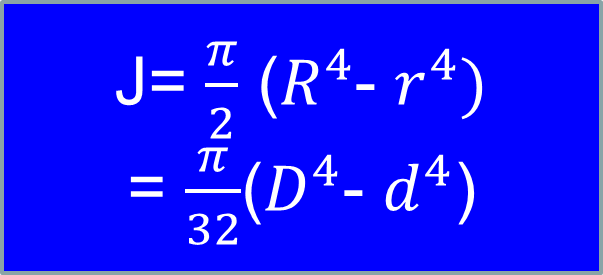 J= π/2 (R⁴- r⁴)
= π/32 (D⁴- d⁴)